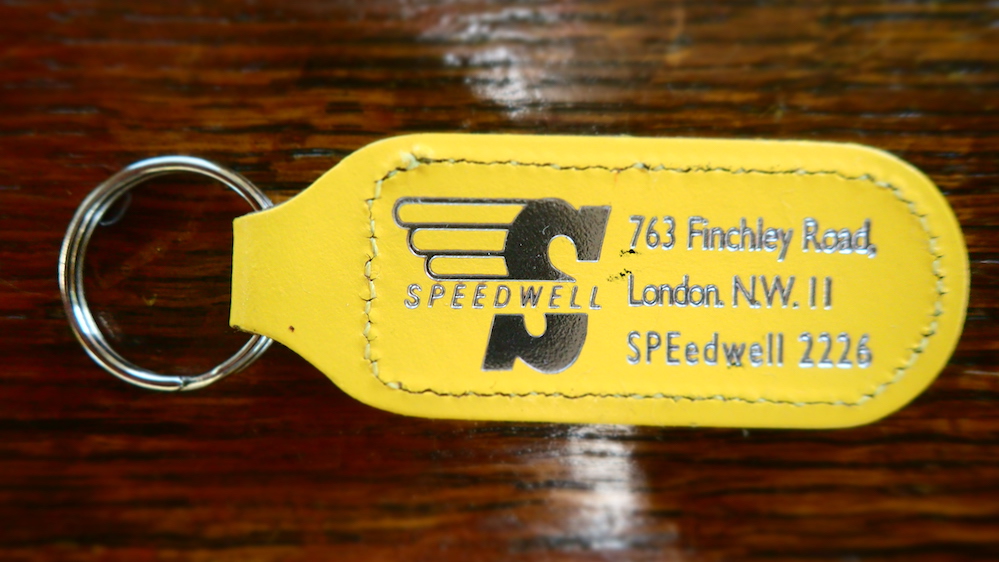 SPEEDWELL
763 Finchley Road,
London. N.W. 11
SPEedwell 2226